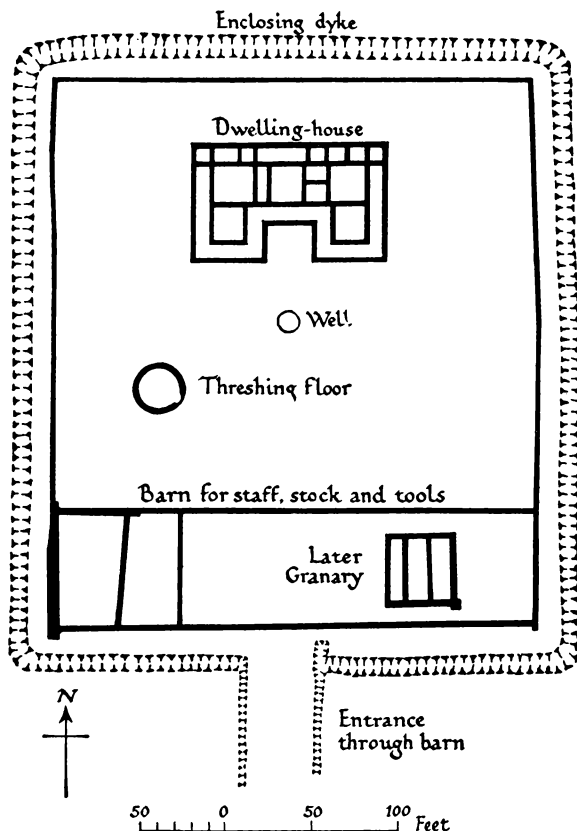 Enclosing dyke
Dwelling-house
Well.
Threshing floor
Barn for staff, stock and tools
Later
Granary
N
Entrance
through barn
50 0 50 100 Feet